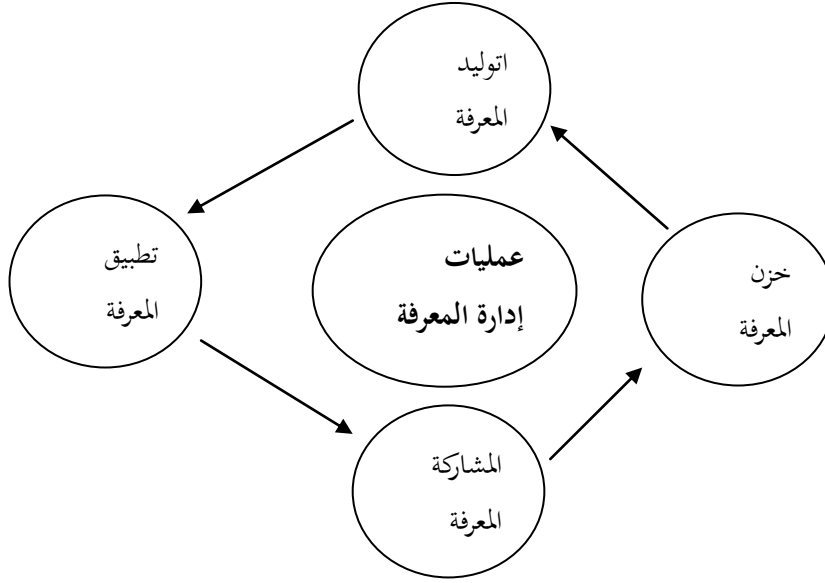 اتوليد
المعرفة
عمليات
إدارة المعرفة
خزن
المعرفة
تطبيق
المعرفة
المشاركة
المعرفة